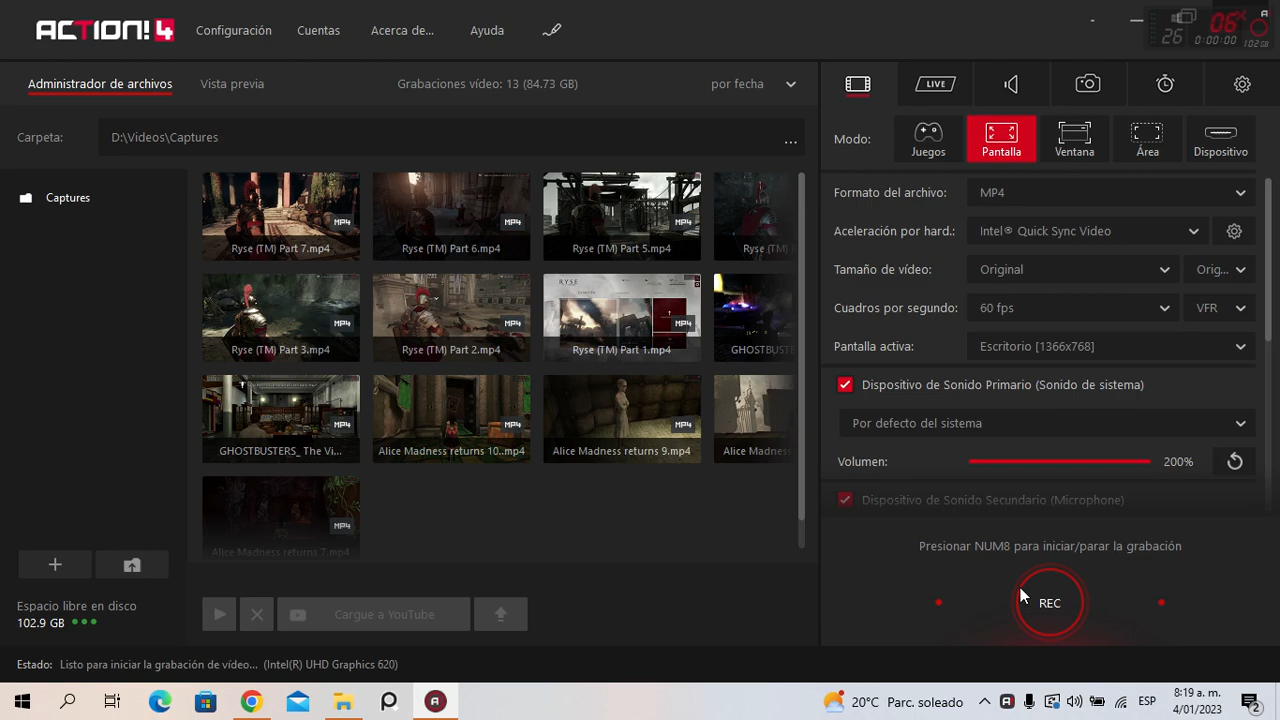 ACTION! 4
Configuración
Cuentas
Acerca de...
Ayuda
26
06
0:00:00
102GB
Administrador de archivos
Vista previa
Grabaciones vídeo: 13 (84.73 GB)
por fecha
LIVE
Carpeta:
D:\Videos\Captures
...
Modo:
Juegos
Pantalla
Ventana
Área
Dispositivo
Captures
MP4
Ryse (TM) Part 7.mp4
MP4
Ryse (TM) Part 6.mp4
MP4
Ryse (TM) Part 5.mp4
Ryse (T
MP4
Ryse (TM) Part 3.mp4
MP4
Ryse (TM) Part 2.mp4
RYSE
MP4
Ryse (TM) Part 1.mp4
GHOSTBUST
MP4
GHOSTBUSTERS_ The Vi...
MP4
Alice Madness returns 10..mp4
MP4
Alice Madness returns 9.mp4
Alice Madness
MP4
Alice Madness returns 7.mp4
Formato del archivo:
MP4
Aceleración por hard.:
Intel® Quick Sync Video
Tamaño de vídeo:
Original
Orig...
Cuadros por segundo:
60 fps
VFR
Pantalla activa:
Escritorio [1366x768]
Dispositivo de Sonido Primario (Sonido de sistema)
Por defecto del sistema
Volumen:
200%
Dispositivo de Sonido Secundario (Microphone)
Presionar NUM8 para iniciar/parar la grabación
REC
Espacio libre en disco
102.9 GB
Cargue a YouTube
Estado:
Listo para iniciar la grabación de vídeo...
(Intel(R) UHD Graphics 620)
20°C
Parc. soleado
ESP
8:19 a. m.
4/01/2023
2